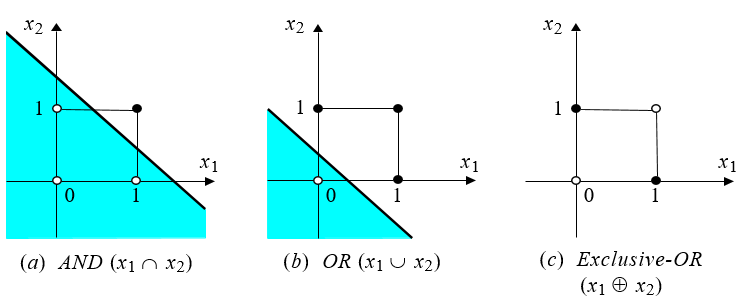 x2
1
0
1
x1
(a) AND (x1 ∩ x2)
x2
1
0
1
x1
(b) OR (x1 ∪ x2)
x2
1
0
1
x1
(c) Exclusive-OR
(x1 ⊕ x2)